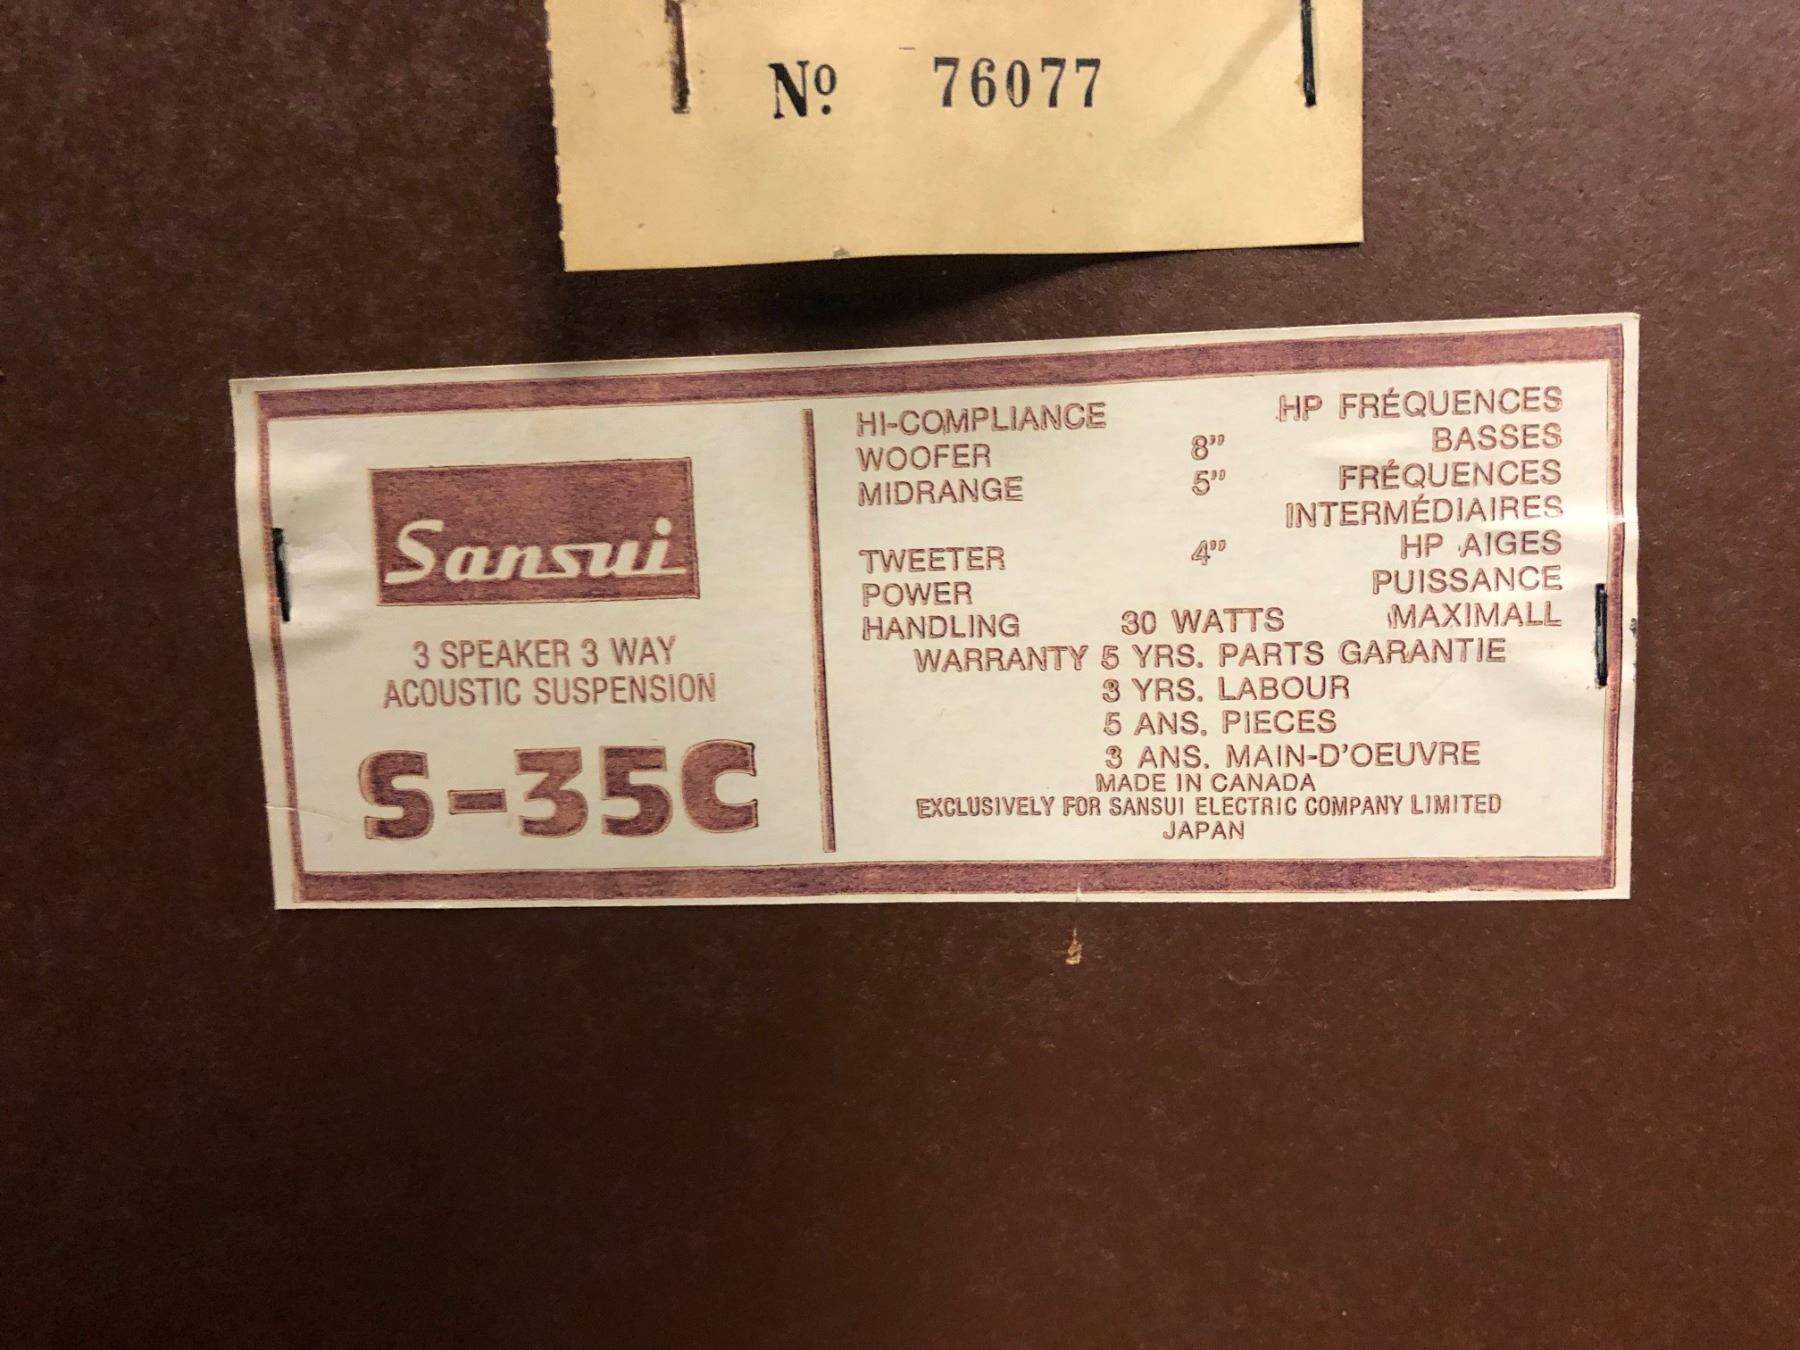 Nº 76077
Sansui
3 SPEAKER 3 WAY
ACOUSTIC SUSPENSION
S-35C
HI-COMPLIANCE HP FRÉQUENCES
WOOFER 8" BASSES
MIDRANGE 5" FRÉQUENCES
INTERMÉDIAIRES
TWEETER 4" HP AIGES
POWER PUISSANCE
HANDLING 30 WATTS MAXIMALL
WARRANTY 5 YRS. PARTS GARANTIE
3 YRS. LABOUR
5 ANS. PIECES
3 ANS. MAIN-D'OEUVRE
MADE IN CANADA
EXCLUSIVELY FOR SANSUI ELECTRIC COMPANY LIMITED
JAPAN